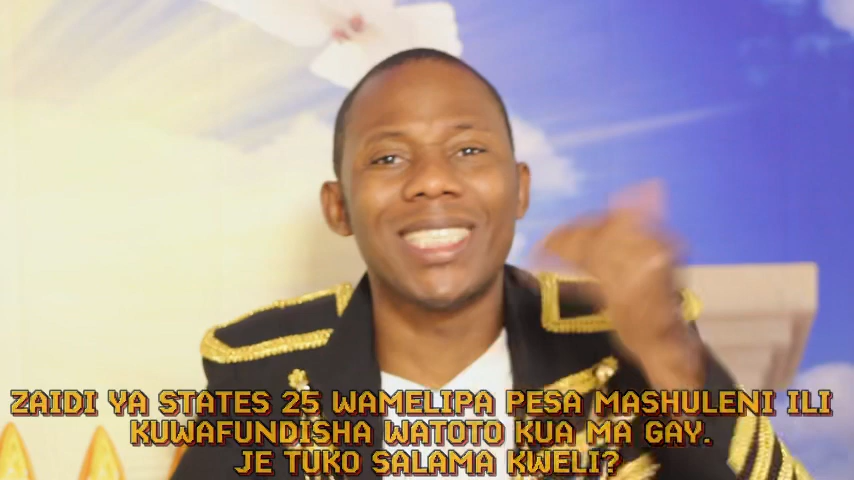 ZAIDI YA STATES 25 WAMELIPA PESA MASHULENI ILI
KUWAFUNDISHA WATOTO KUA MA GAY.
JE TUKO SALAMA KWELI?